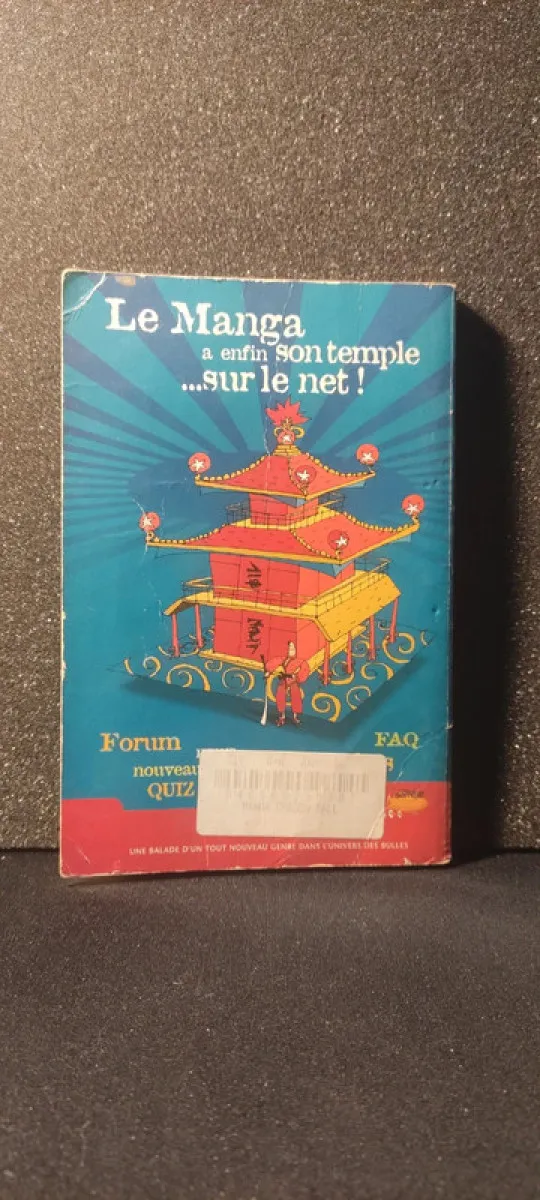 Le Manga
a enfin son temple
...sur le net !
Forum
FAQ
nouveau
QUIZ
UNE BALADE D'UN TOUT NOUVEAU GENRE DANS L'UNIVERS DES BULLES